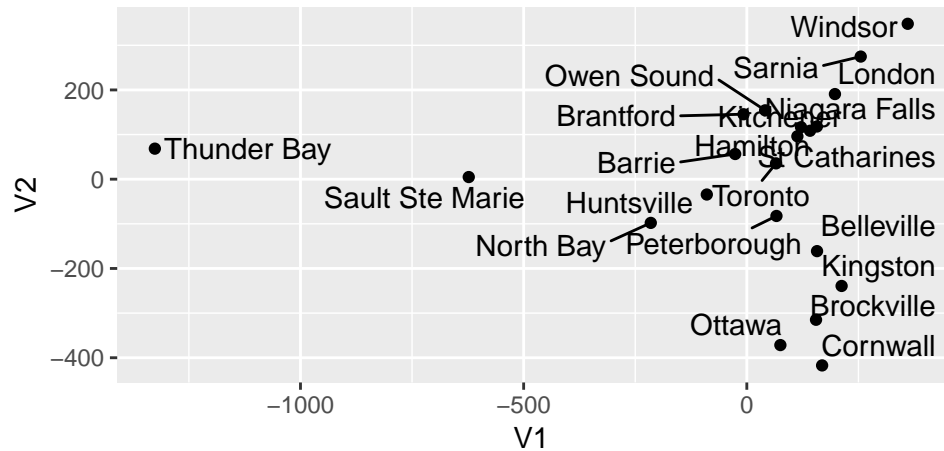 Windsor
Sarnia
London
Owen Sound
Niagara Falls
Brantford
Kitchener
Hamilton
St Catharines
Barrie
Thunder Bay
Sault Ste Marie
Huntsville
Toronto
North Bay
Peterborough
Belleville
Kingston
Brockville
Ottawa
Cornwall
200
0
−200
−400
V2
−1000
−500
0
V1